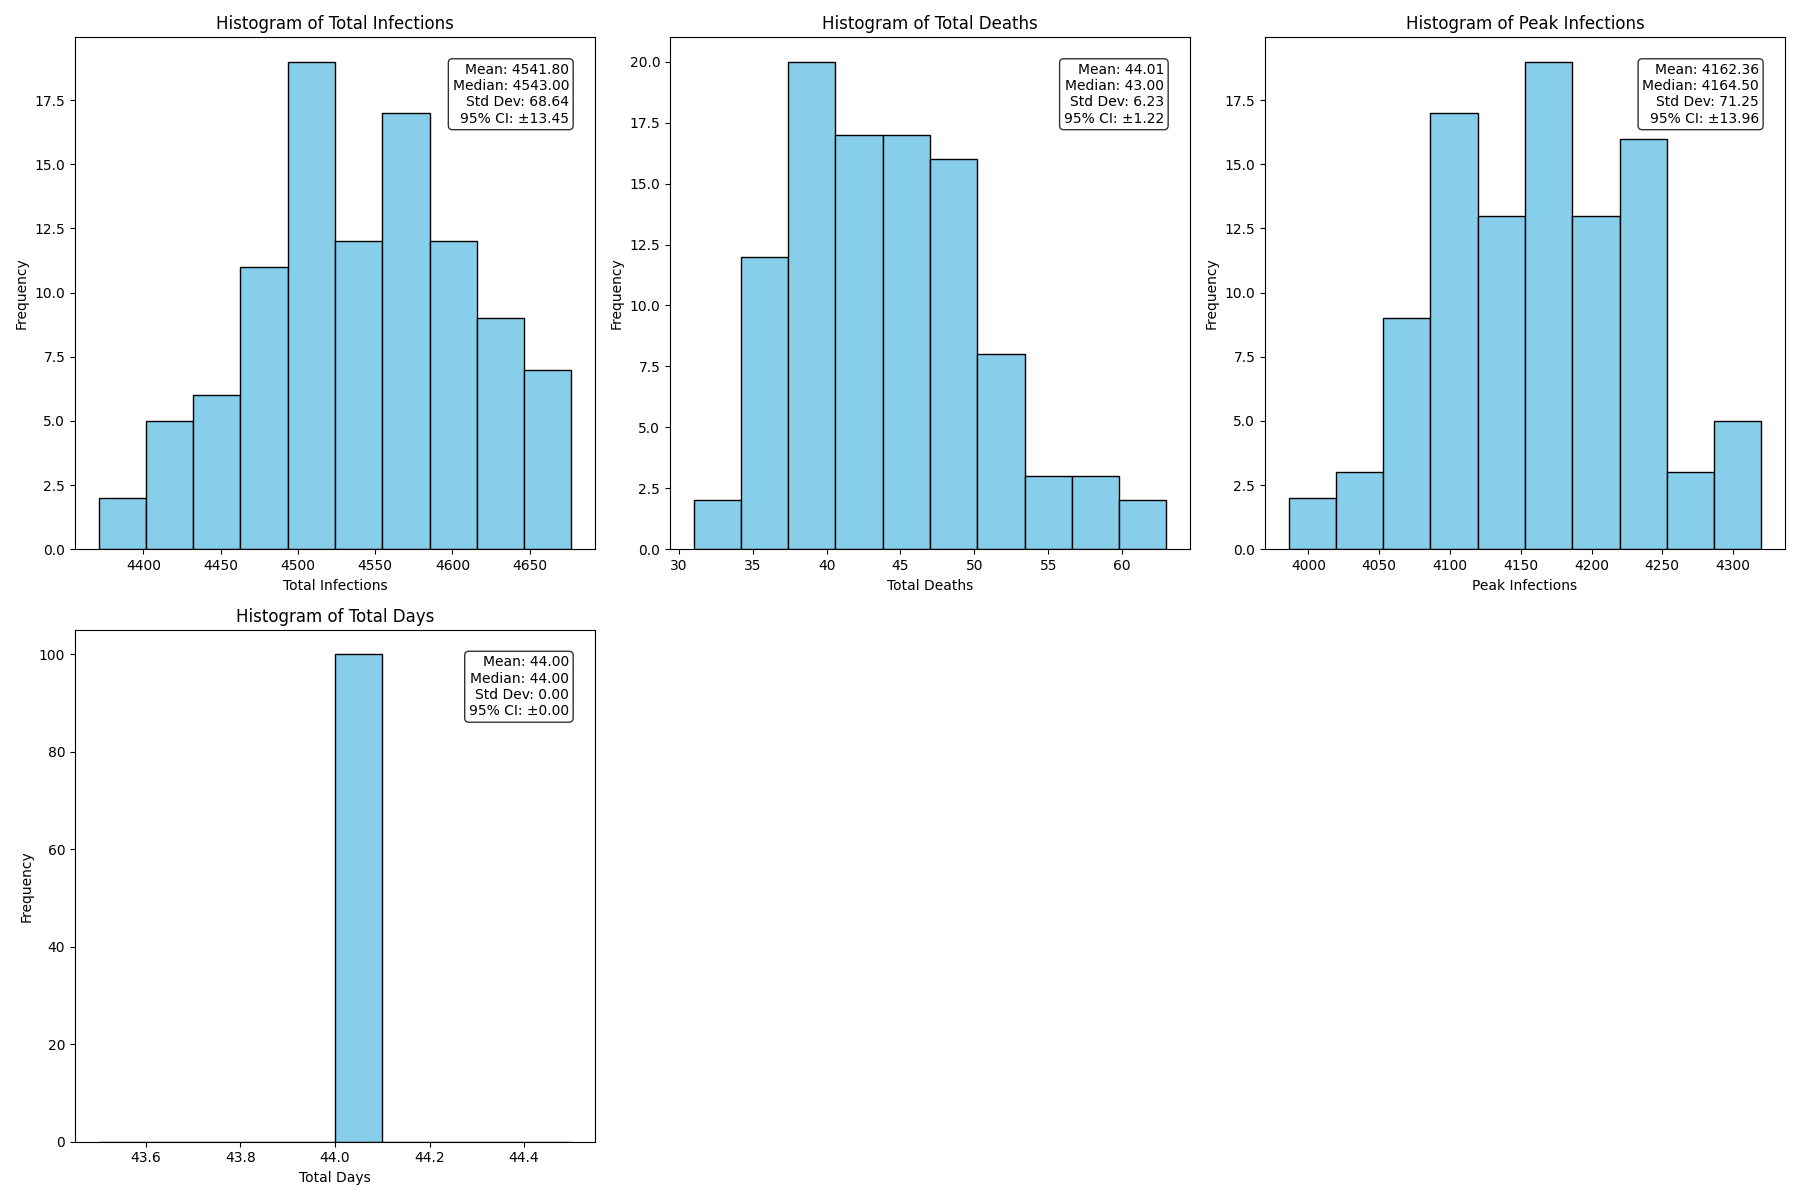 Histogram of Total Infections
Mean: 4541.80
Median: 4543.00
Std Dev: 68.64
95% CI: ±13.45
Frequency
17.5
15.0
12.5
10.0
7.5
5.0
2.5
0.0
4400 4450 4500 4550 4600 4650
Total Infections
Histogram of Total Deaths
Mean: 44.01
Median: 43.00
Std Dev: 6.23
95% CI: ±1.22
Frequency
20.0
17.5
15.0
12.5
10.0
7.5
5.0
2.5
0.0
30 35 40 45 50 55 60
Total Deaths
Histogram of Peak Infections
Mean: 4162.36
Median: 4164.50
Std Dev: 71.25
95% CI: ±13.96
Frequency
17.5
15.0
12.5
10.0
7.5
5.0
2.5
0.0
4000 4050 4100 4150 4200 4250 4300
Peak Infections
Histogram of Total Days
Mean: 44.00
Median: 44.00
Std Dev: 0.00
95% CI: ±0.00
Frequency
100
80
60
40
20
0
43.6 43.8 44.0 44.2 44.4
Total Days